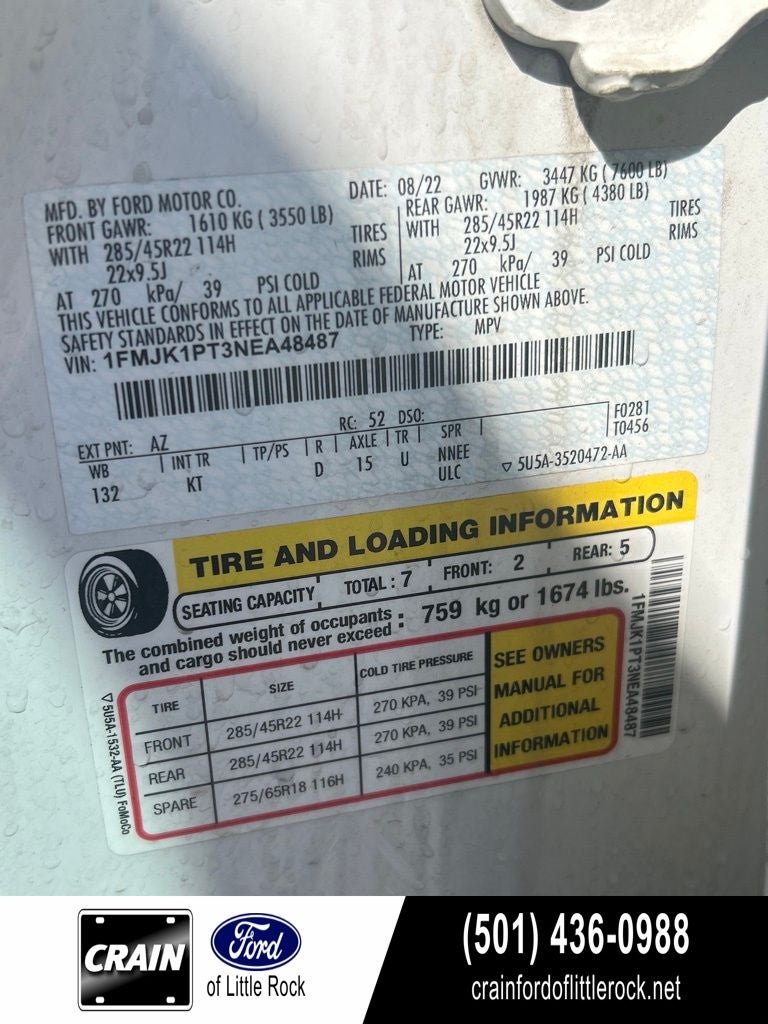 MFD. BY FORD MOTOR CO. DATE: 08/22 GVWR: 3447 KG ( 7600 LB)
FRONT GAWR: 1610 KG ( 3550 LB) REAR GAWR: 1987 KG ( 4380 LB)
WITH 285/45R22 114H TIRES WITH 285/45R22 114H TIRES
22x9.5J RIMS 22x9.5J RIMS
AT 270 kPa/ 39 PSI COLD AT 270 kPa/ 39 PSI COLD
THIS VEHICLE CONFORMS TO ALL APPLICABLE FEDERAL MOTOR VEHICLE
SAFETY STANDARDS IN EFFECT ON THE DATE OF MANUFACTURE SHOWN ABOVE.
VIN: 1FMJK1PT3NEA48487 TYPE: MPV
EXT PNT: AZ RC: 52 DSO: F0281
WB INT TR TP/PS R AXLE TR SPR T0456
132 KT D 15 U NNEE
ULC ▽ 5U5A-3520472-AA
TIRE AND LOADING INFORMATION
SEATING CAPACITY TOTAL : 7 FRONT: 2 REAR: 5
The combined weight of occupants
and cargo should never exceed : 759 kg or 1674 lbs.
TIRE SIZE COLD TIRE PRESSURE
FRONT 285/45R22 114H 270 KPA, 39 PSI
REAR 285/45R22 114H 270 KPA, 39 PSI
SPARE 275/65R18 116H 240 KPA, 35 PSI
SEE OWNERS
MANUAL FOR
ADDITIONAL
INFORMATION
1FMJK1PT3NEA48487
▽ 5U5A-1532-AA (TLU) FoMoCo
CRAIN
Ford
of Little Rock
(501) 436-0988
crainfordoflittlerock.net